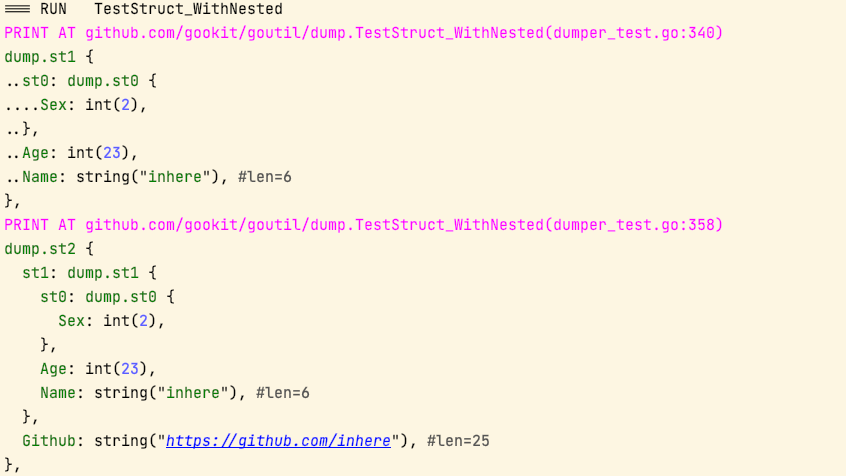 === RUN   TestStruct_WithNested
PRINT AT github.com/gookit/goutil/dump.TestStruct_WithNested(dumper_test.go:340)
dump.st1 {
..st0: dump.st0 {
....Sex: int(2),
..},
..Age: int(23),
..Name: string("inhere"), #len=6
},
PRINT AT github.com/gookit/goutil/dump.TestStruct_WithNested(dumper_test.go:358)
dump.st2 {
  st1: dump.st1 {
    st0: dump.st0 {
      Sex: int(2),
    },
    Age: int(23),
    Name: string("inhere"), #len=6
  },
  Github: string("https://github.com/inhere"), #len=25
},